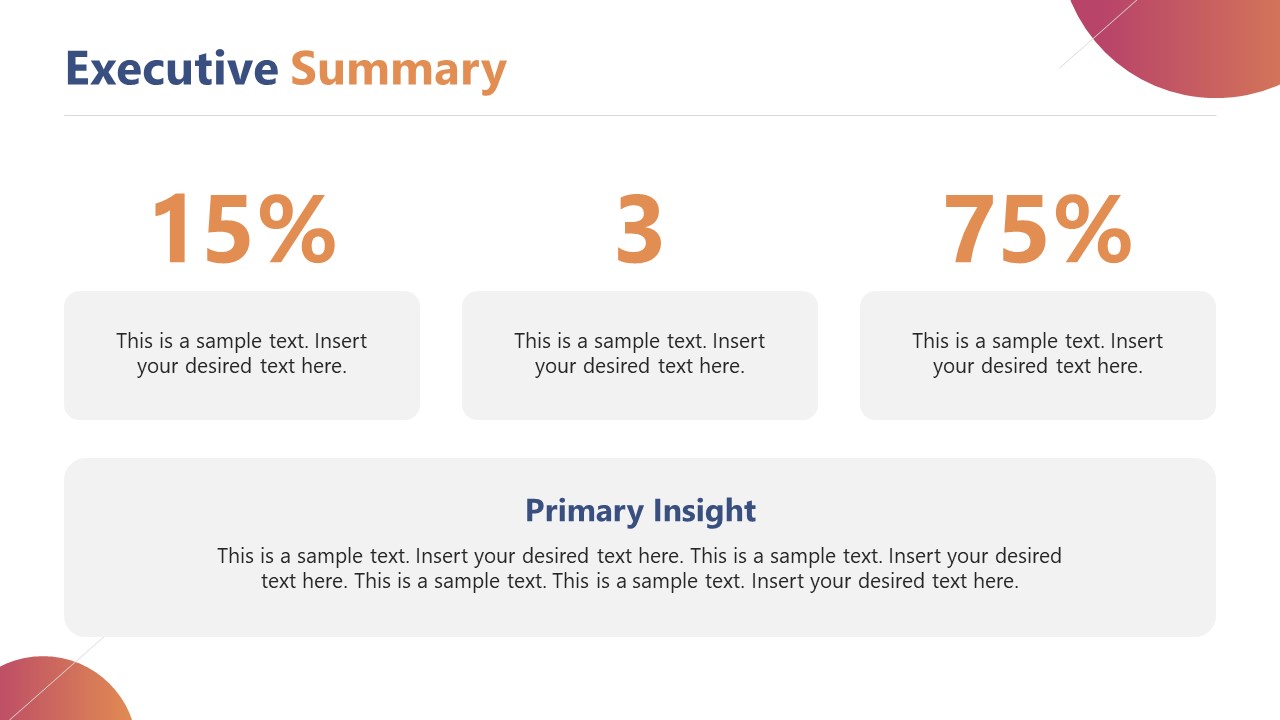 Executive Summary
15%
3
75%
This is a sample text. Insert
your desired text here.
This is a sample text. Insert
your desired text here.
This is a sample text. Insert
your desired text here.
Primary Insight
This is a sample text. Insert your desired text here. This is a sample text. Insert your desired
text here. This is a sample text. This is a sample text. Insert your desired text here.